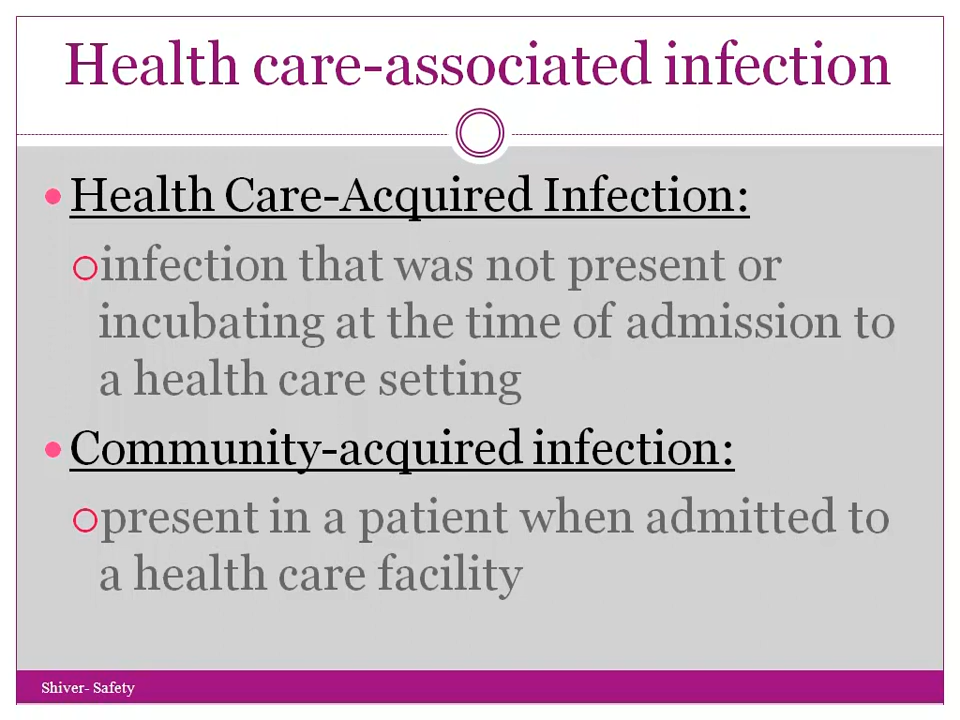 Health care-associated infection
Health Care-Acquired Infection:
infection that was not present or
incubating at the time of admission to
a health care setting
Community-acquired infection:
present in a patient when admitted to
a health care facility
Shiver- Safety